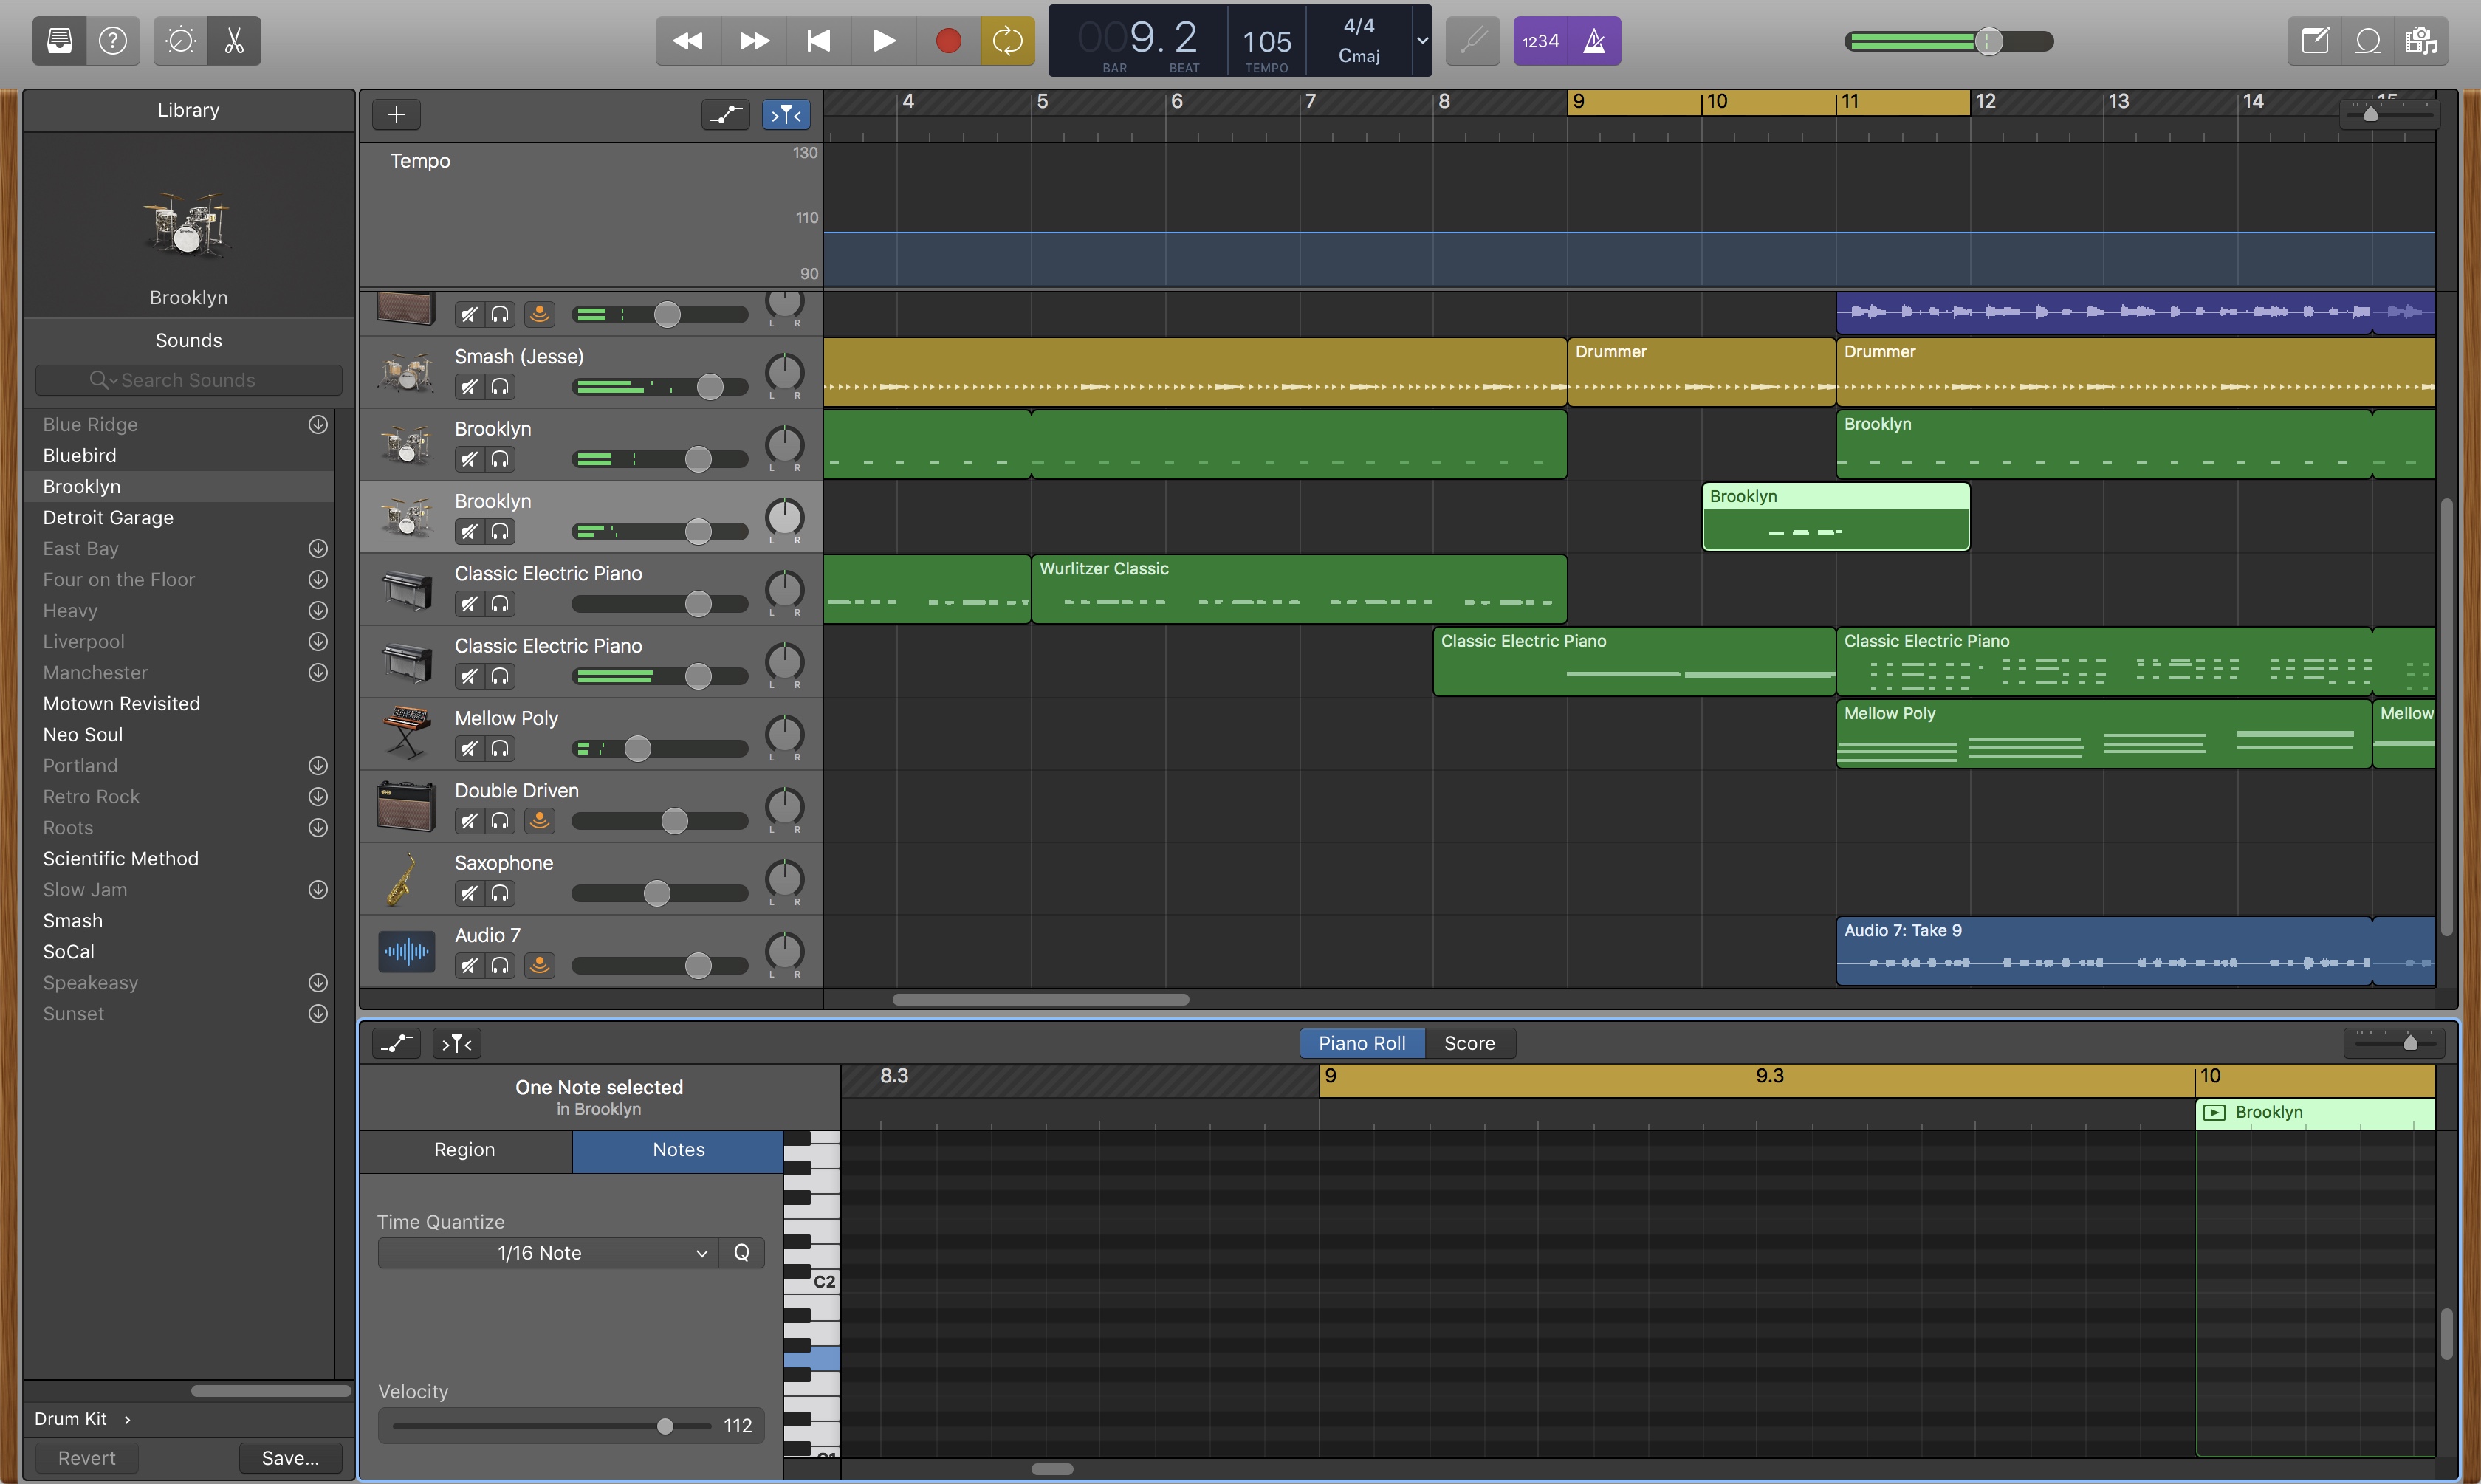 009. 2
BAR BEAT
105
TEMPO
4/4
Cmaj
1234
Library
Brooklyn
Sounds
Search Sounds
Blue Ridge
Bluebird
Brooklyn
Detroit Garage
East Bay
Four on the Floor
Heavy
Liverpool
Manchester
Motown Revisited
Neo Soul
Portland
Retro Rock
Roots
Scientific Method
Slow Jam
Smash
SoCal
Speakeasy
Sunset
Drum Kit
Revert Save...
4 5 6 7 8 9 10 11 12 13 14 15
Tempo
130
110
90
L R
Smash (Jesse)
L R
Drummer Drummer
Brooklyn
L R
Brooklyn
Brooklyn
L R
Brooklyn
Classic Electric Piano
L R
Wurlitzer Classic
Classic Electric Piano
L R
Classic Electric Piano Classic Electric Piano
Mellow Poly
L R
Mellow Poly Mellow
Double Driven
L R
Saxophone
L R
Audio 7
L R
Audio 7: Take 9
Piano Roll Score
One Note selected
in Brooklyn
8.3 9 9.3 10
Brooklyn
Region Notes
Time Quantize
1/16 Note Q
C2
Velocity
112